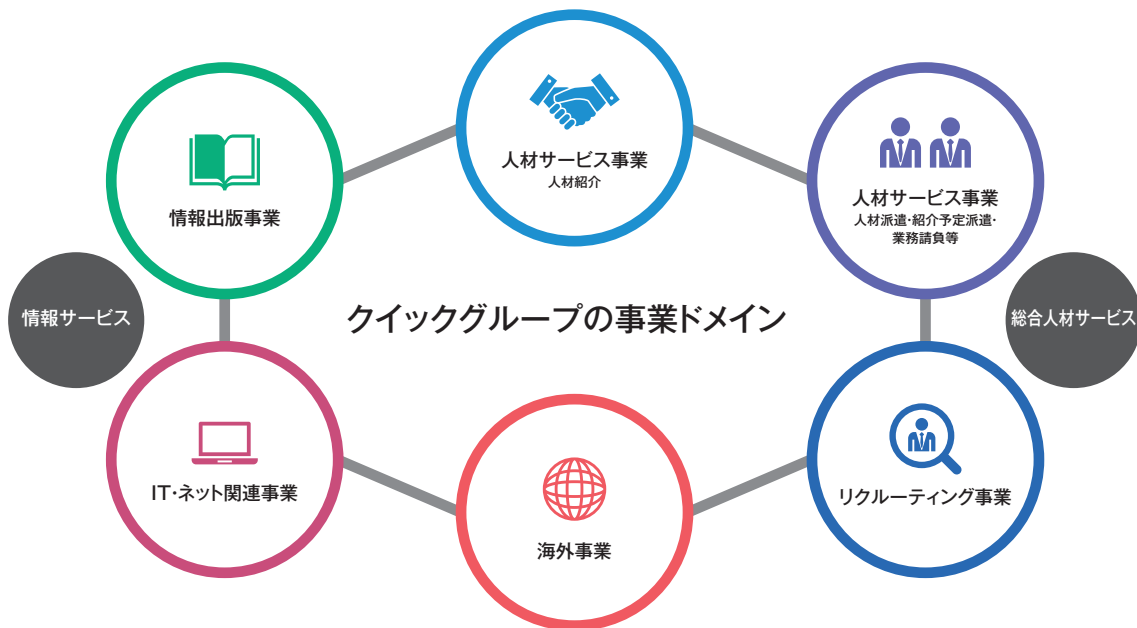 人材サービス事業
人材紹介
情報出版事業
人材サービス事業
人材派遣・紹介予定派遣・
業務請負等
情報サービス
クイックグループの事業ドメイン
総合人材サービス
IT・ネット関連事業
海外事業
リクルーティング事業